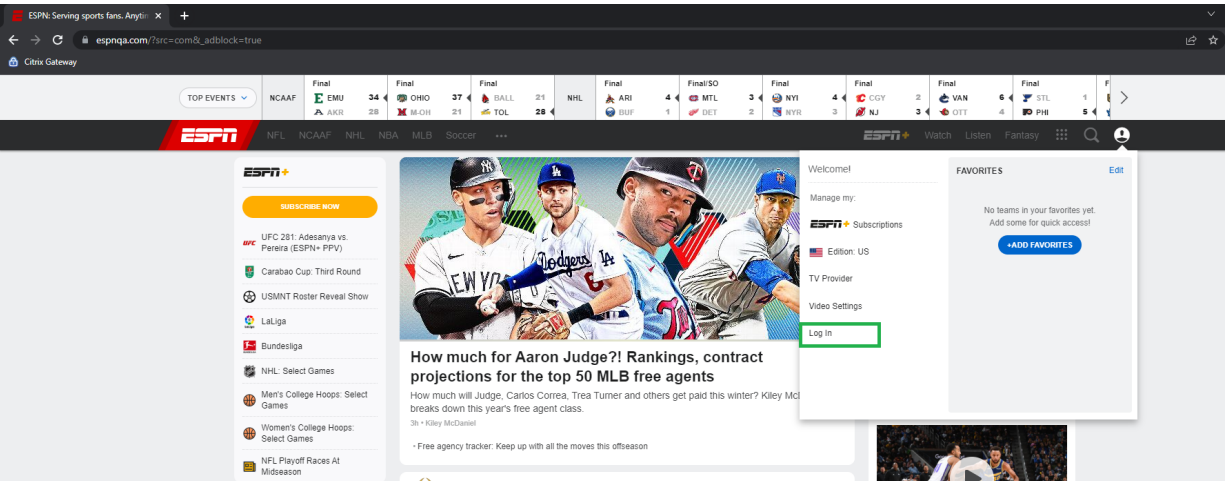 ESPN: Serving sports fans. Anytim
espnqa.com/?src=com&_adblock=true
Citrix Gateway
TOP EVENTS
NCAAF
Final
EMU 34
AKR 28
Final
OHIO 37
M-OH 21
Final
BALL 21
TOL 28
NHL
Final
ARI 4
BUF 1
Final/SO
MTL 3
DET 2
Final
NYI 4
NYR 3
Final
CGY 2
NJ 3
Final
VAN 6
OTT 4
Final
STL 1
PHI 5
F
ESPN NFL NCAAF NHL NBA MLB Soccer ••• ESPN+ Watch Listen Fantasy
ESPN+
SUBSCRIBE NOW
UFC 281: Adesanya vs.
Pereira (ESPN+ PPV)
Carabao Cup: Third Round
USMNT Roster Reveal Show
LaLiga
Bundesliga
NHL: Select Games
Men's College Hoops: Select
Games
Women's College Hoops:
Select Games
NFL Playoff Races At
Midseason
NEW YO
Dodgers
6
LA
How much for Aaron Judge?! Rankings, contract
projections for the top 50 MLB free agents
How much will Judge, Carlos Correa, Trea Turner and others get paid this winter? Kiley McD
breaks down this year's free agent class.
3h • Kiley McDaniel
• Free agency tracker: Keep up with all the moves this offseason
Welcome!
Manage my:
ESPN+ Subscriptions
Edition: US
TV Provider
Video Settings
Log In
FAVORITES Edit
No teams in your favorites yet.
Add some for quick access!
+ADD FAVORITES